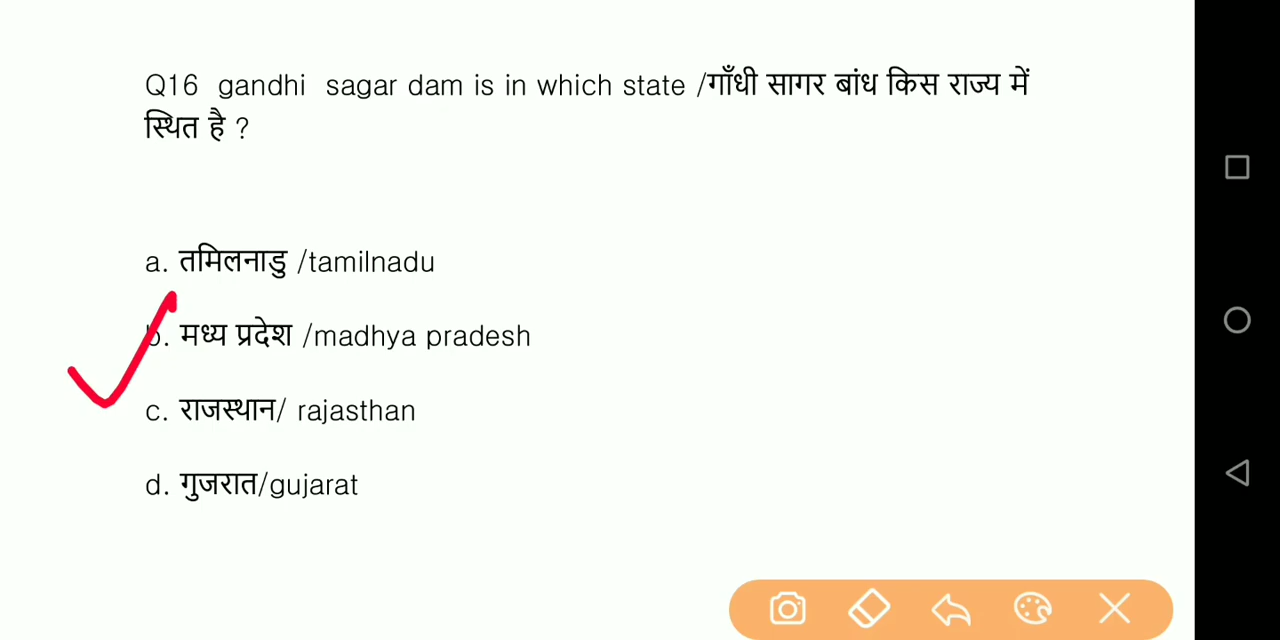 Q16 gandhi sagar dam is in which state /गाँधी सागर बांध किस राज्य में
स्थित है ?
a. तमिलनाडु /tamilnadu
b. मध्य प्रदेश /madhya pradesh
c. राजस्थान/ rajasthan
d. गुजरात/gujarat